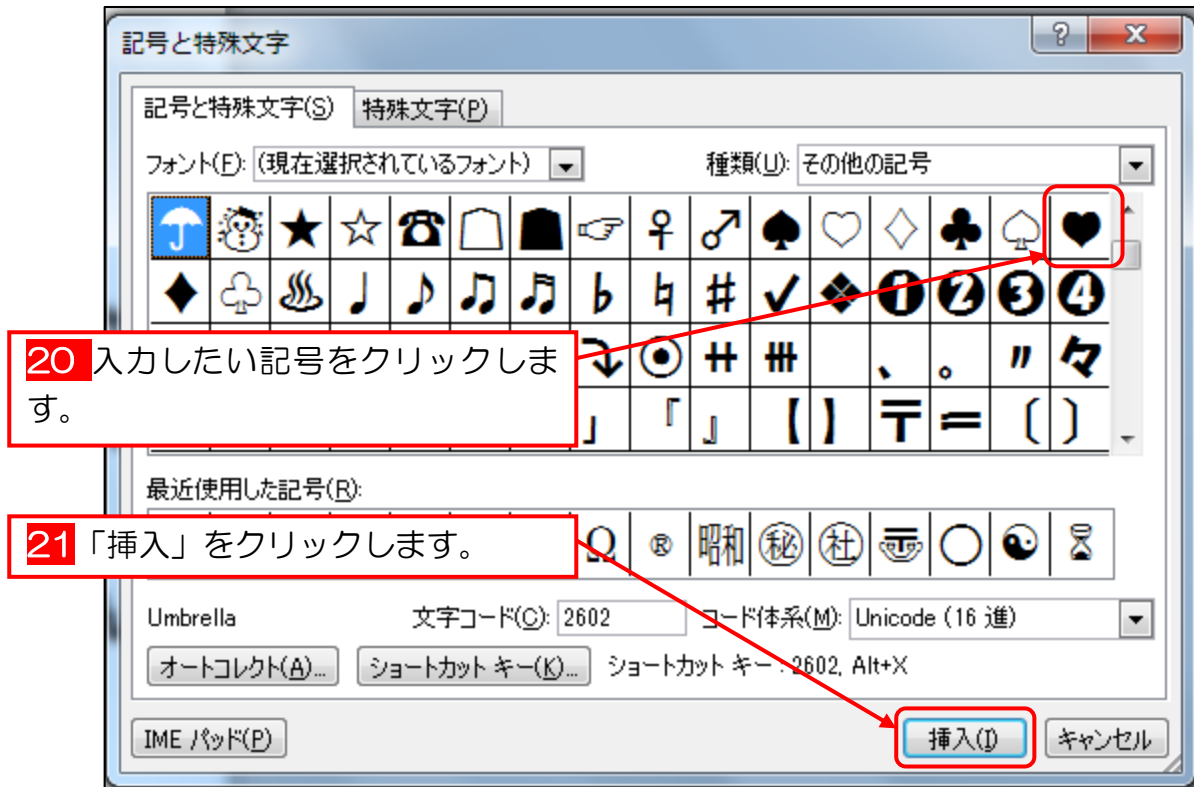 記号と特殊文字
記号と特殊文字(S) 特殊文字(P)
フォント(F): (現在選択されているフォント) 種類(U): その他の記号
☂ ☃ ★ ☆ ☎ ☖ ☗ ☞ ♀ ♂ ♠ ♡ ♢ ♣ ♤ ♥
♦ ♧ ♨ ♩ ♪ ♫ ♬ ♭ ♮ ♯ ✓ ❖ ❶ ❷ ❸ ❹
20 入力したい記号をクリックしま
す。
⤵ ⦿ ⧺ ⧻ 、 。 〃 々
」 『 』 【 】 〒 〓 〔 〕
最近使用した記号(R):
21 「挿入」をクリックします。
Ω ® ㍼ ㊙ ㊓ 〠 ○ ☯ ⌛
Umbrella 文字コード(C): 2602 コード体系(M): Unicode (16 進)
オートコレクト(A)... ショートカット キー(K)... ショートカット キー : 2602, Alt+X
IME パッド(P) 挿入(I) キャンセル